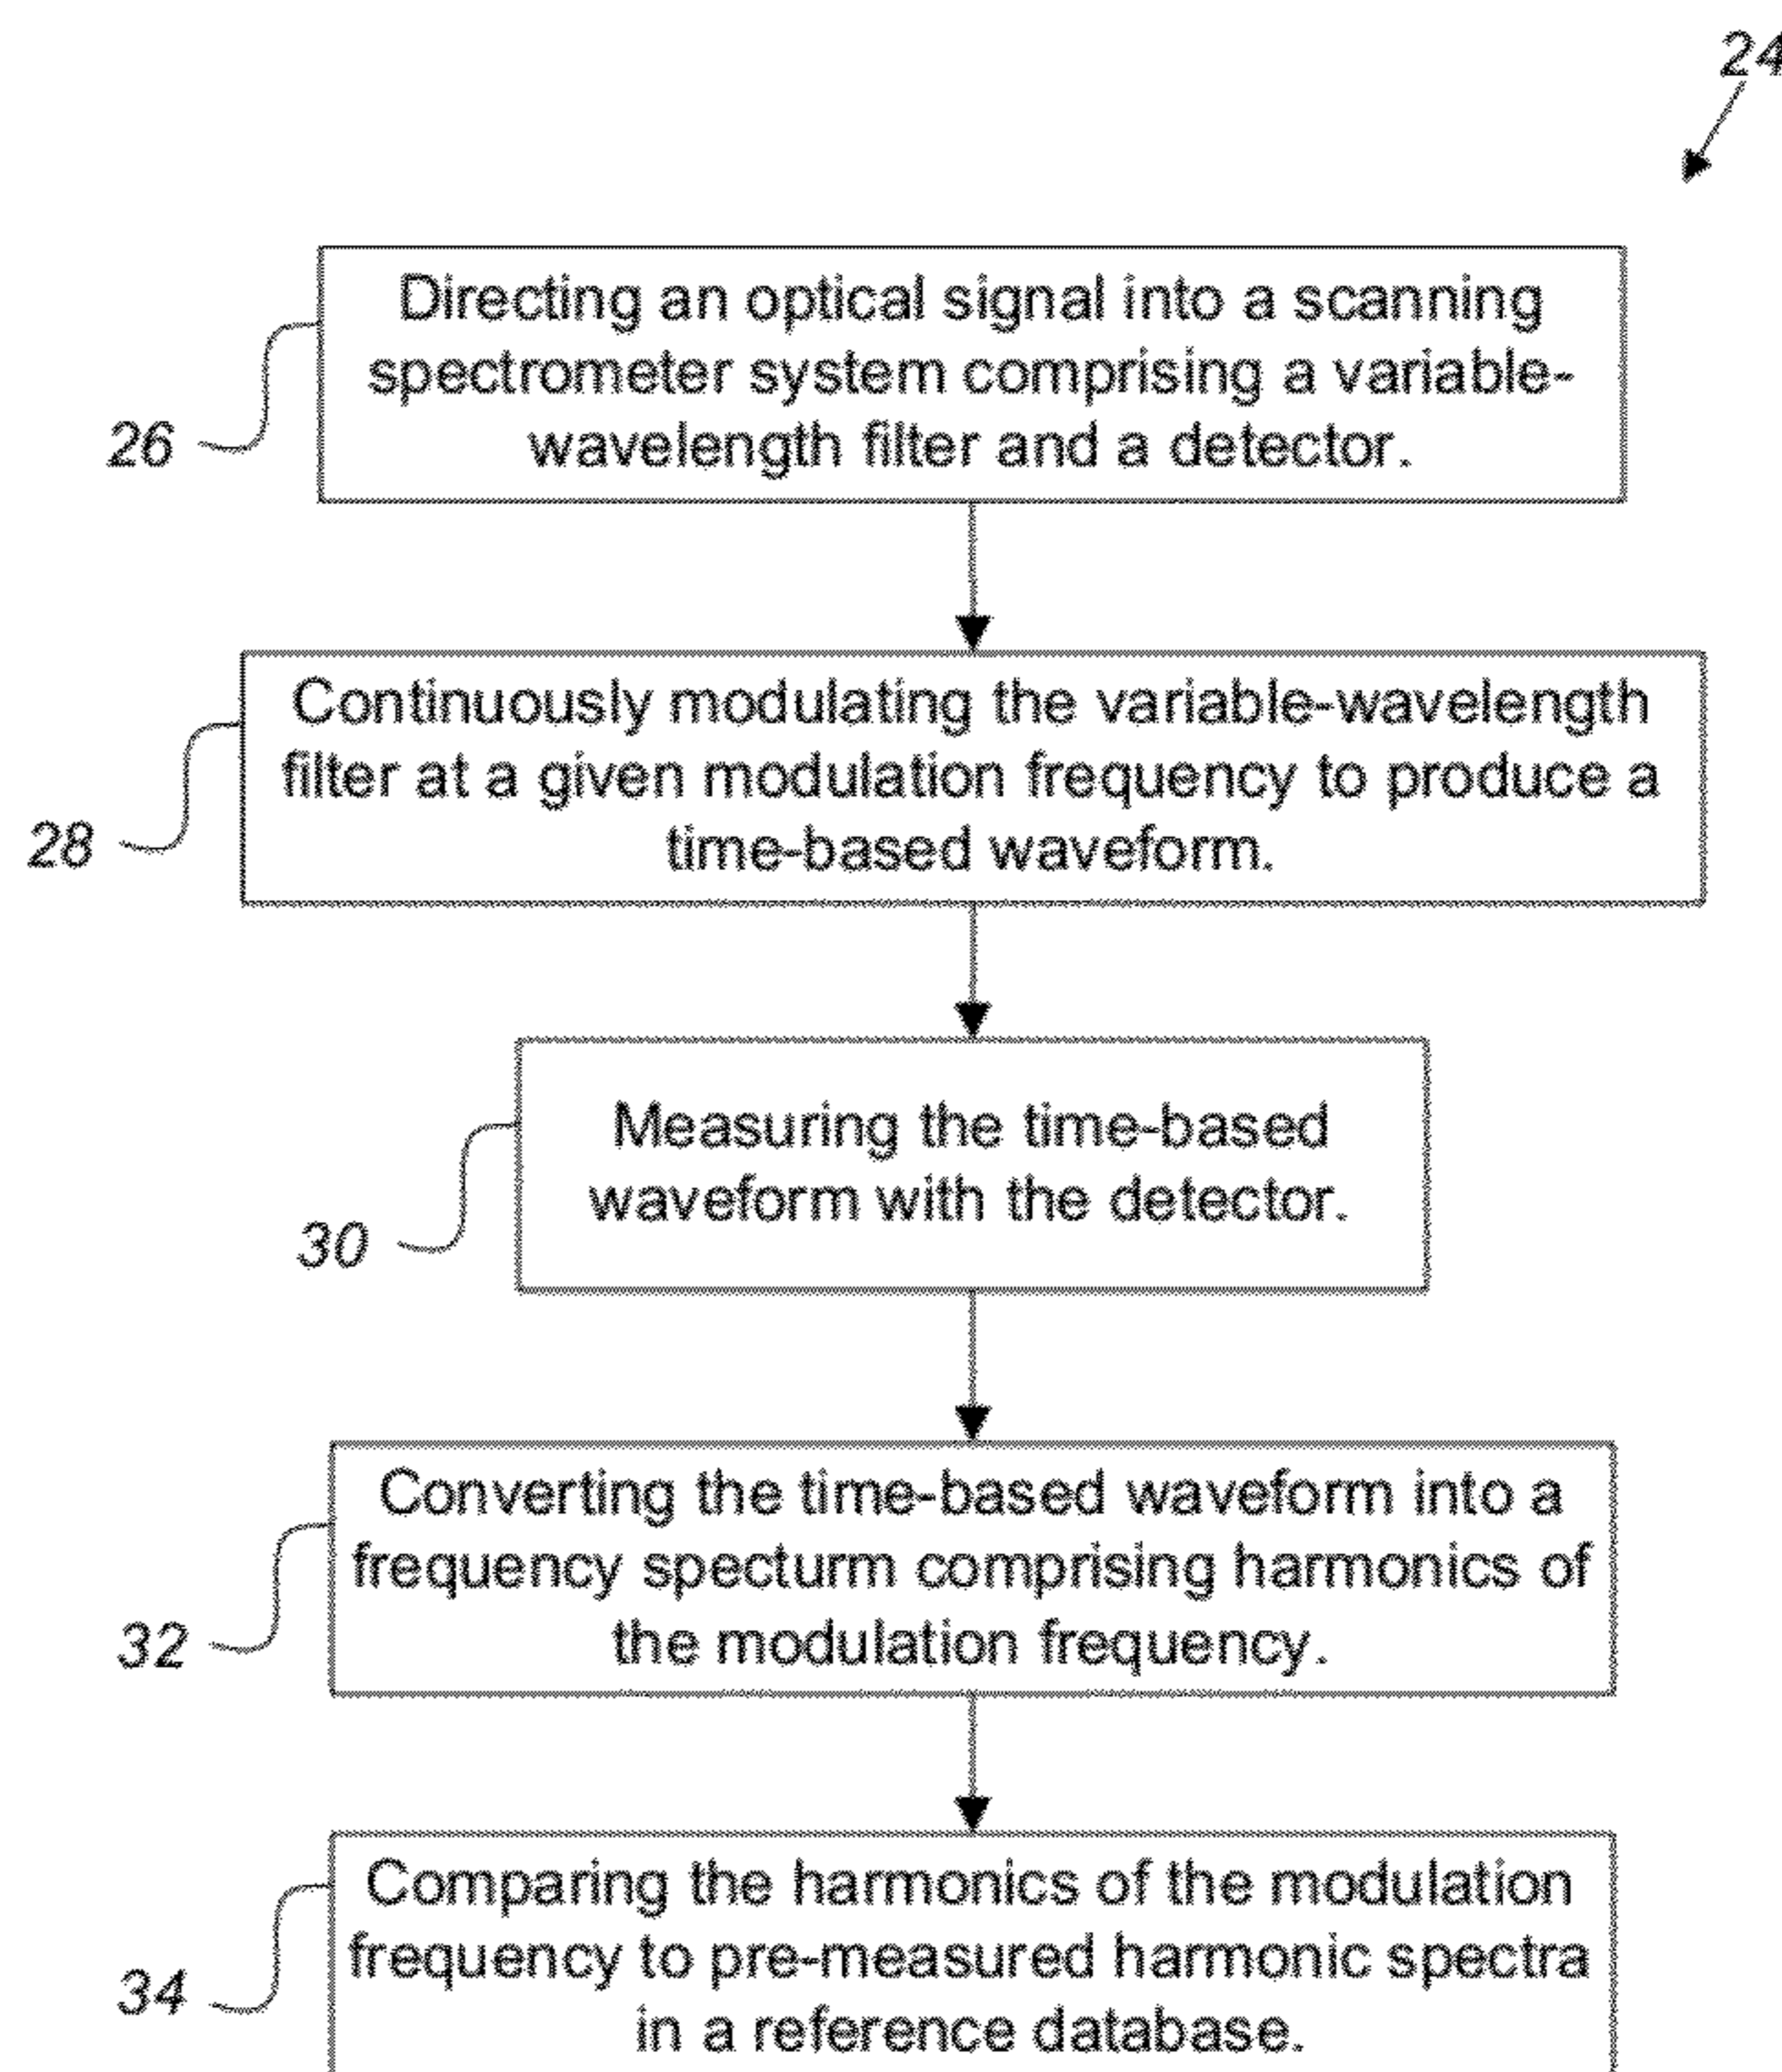 24
Directing an optical signal into a scanning
spectrometer system comprising a variable-
wavelength filter and a detector.
26
Continuously modulating the variable-wavelength
filter at a given modulation frequency to produce a
time-based waveform.
28
Measuring the time-based
waveform with the detector.
30
Converting the time-based waveform into a
frequency specturm comprising harmonics of
the modulation frequency.
32
Comparing the harmonics of the modulation
frequency to pre-measured harmonic spectra
in a reference database.
34